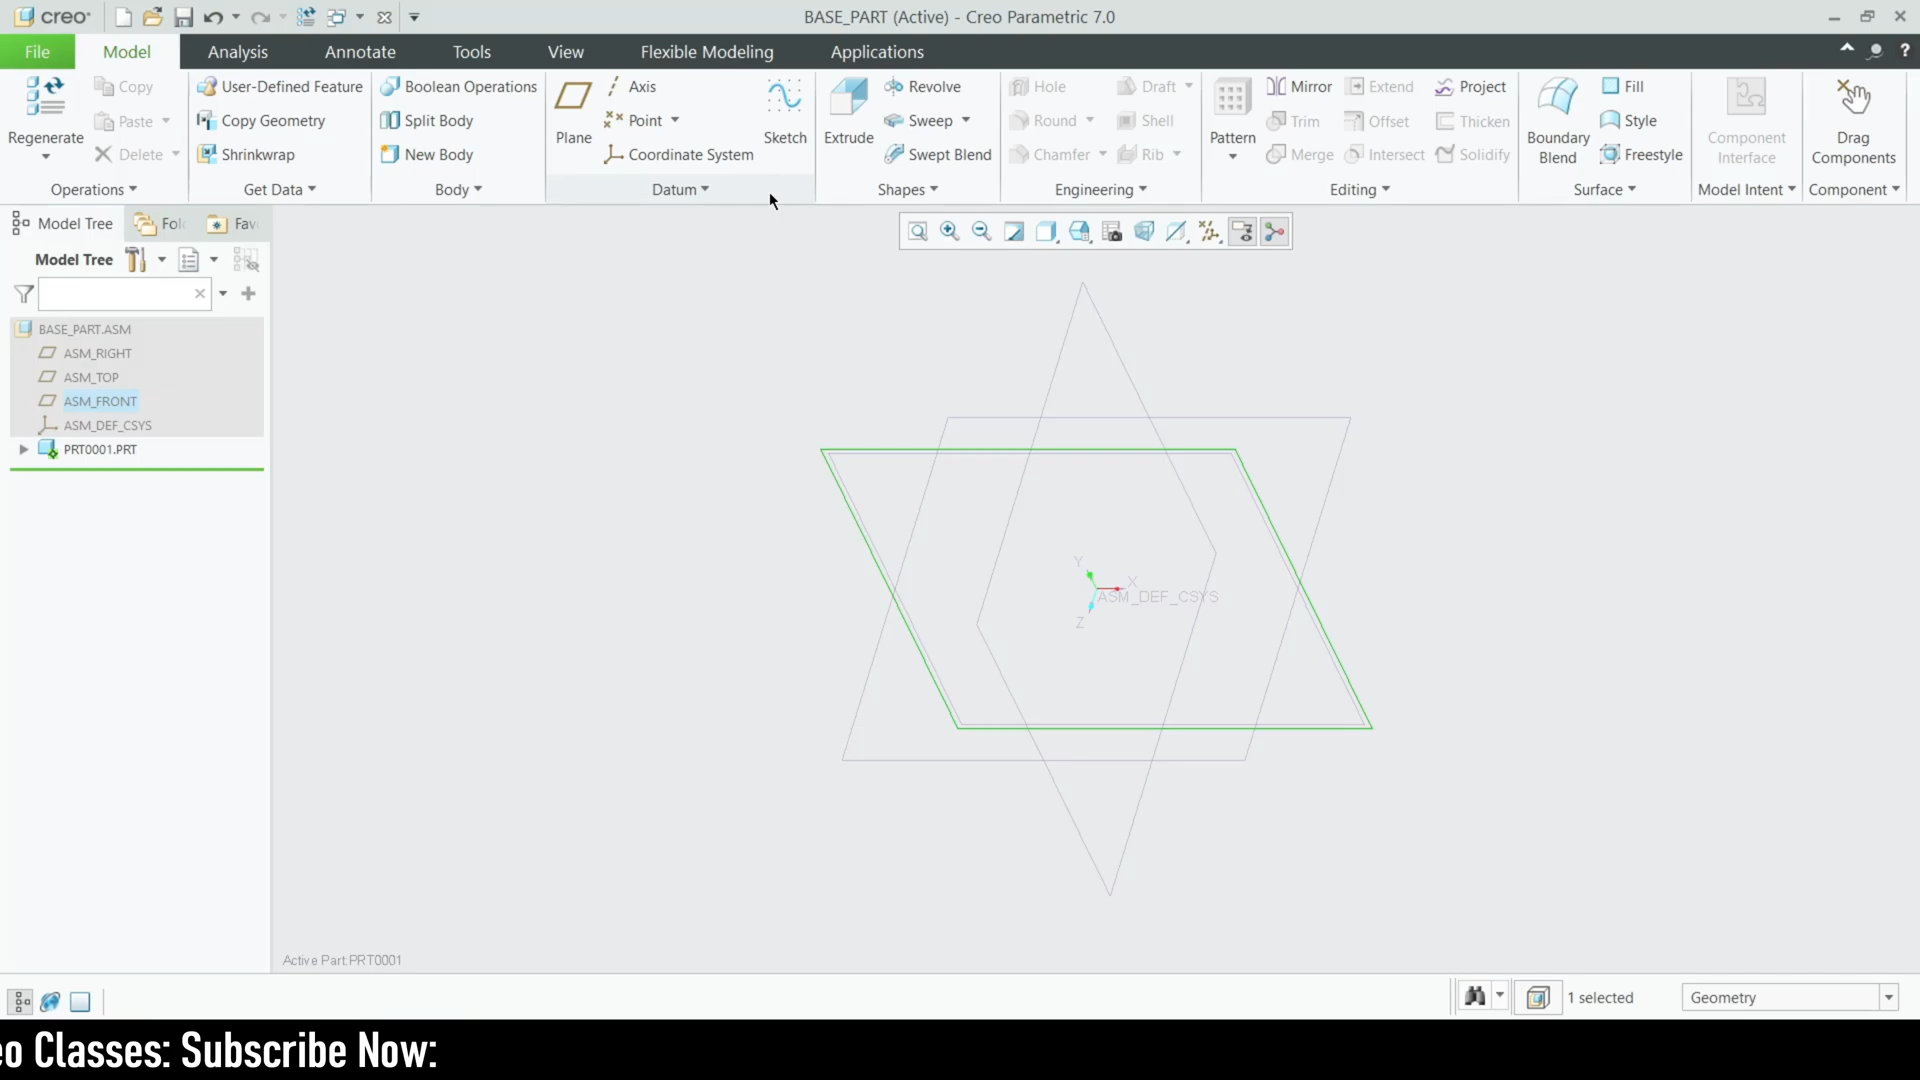 creo
BASE_PART (Active) - Creo Parametric 7.0
File Model Analysis Annotate Tools View Flexible Modeling Applications
Regenerate
Copy
Paste
Delete
Operations
User-Defined Feature
Copy Geometry
Shrinkwrap
Get Data
Boolean Operations
Split Body
New Body
Body
Plane
Axis
Point
Coordinate System
Sketch
Datum
Extrude
Revolve
Sweep
Swept Blend
Shapes
Hole
Round
Chamfer
Draft
Shell
Rib
Engineering
Pattern
Mirror
Trim
Merge
Extend
Offset
Intersect
Project
Thicken
Solidify
Editing
Boundary
Blend
Fill
Style
Freestyle
Surface
Component
Interface
Model Intent
Drag
Components
Component
Model Tree Fol Fav
Model Tree
BASE_PART.ASM
ASM_RIGHT
ASM_TOP
ASM_FRONT
ASM_DEF_CSYS
PRT0001.PRT
Y
X
ASM_DEF_CSYS
Z
Active Part:PRT0001
1 selected
Geometry
eo Classes: Subscribe Now: